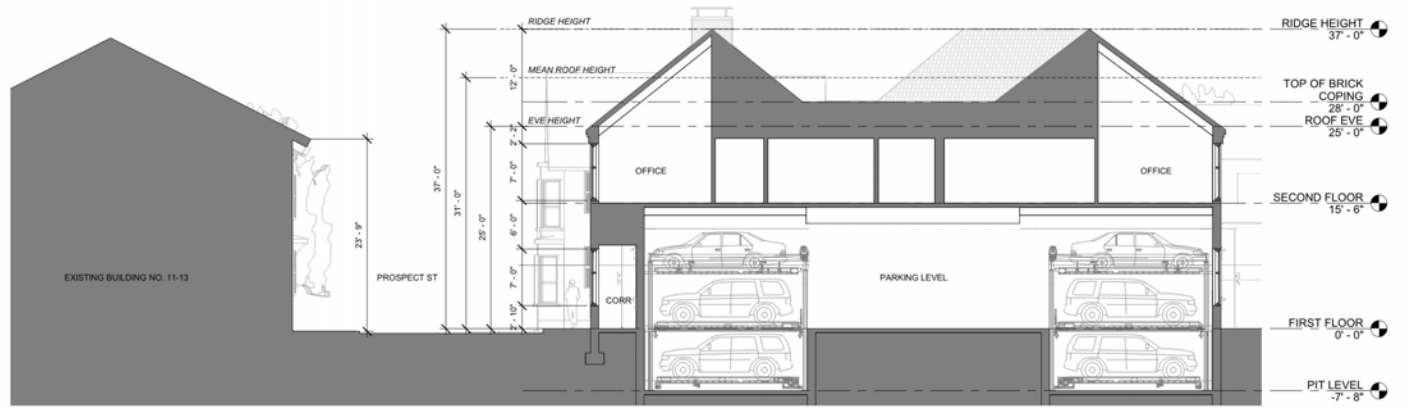 RIDGE HEIGHT
RIDGE HEIGHT
37' - 0"
MEAN ROOF HEIGHT
12' - 0"
TOP OF BRICK
COPING
28' - 0"
EVE HEIGHT
ROOF EVE
25' - 0"
2' - 2"
37' - 0"
31' - 0"
25' - 0"
7' - 0"
OFFICE
OFFICE
SECOND FLOOR
15' - 6"
23' - 9"
6' - 0"
EXISTING BUILDING NO. 11-13
PROSPECT ST
7' - 0"
PARKING LEVEL
CORR
2' - 10"
FIRST FLOOR
0' - 0"
PIT LEVEL
-7' - 8"